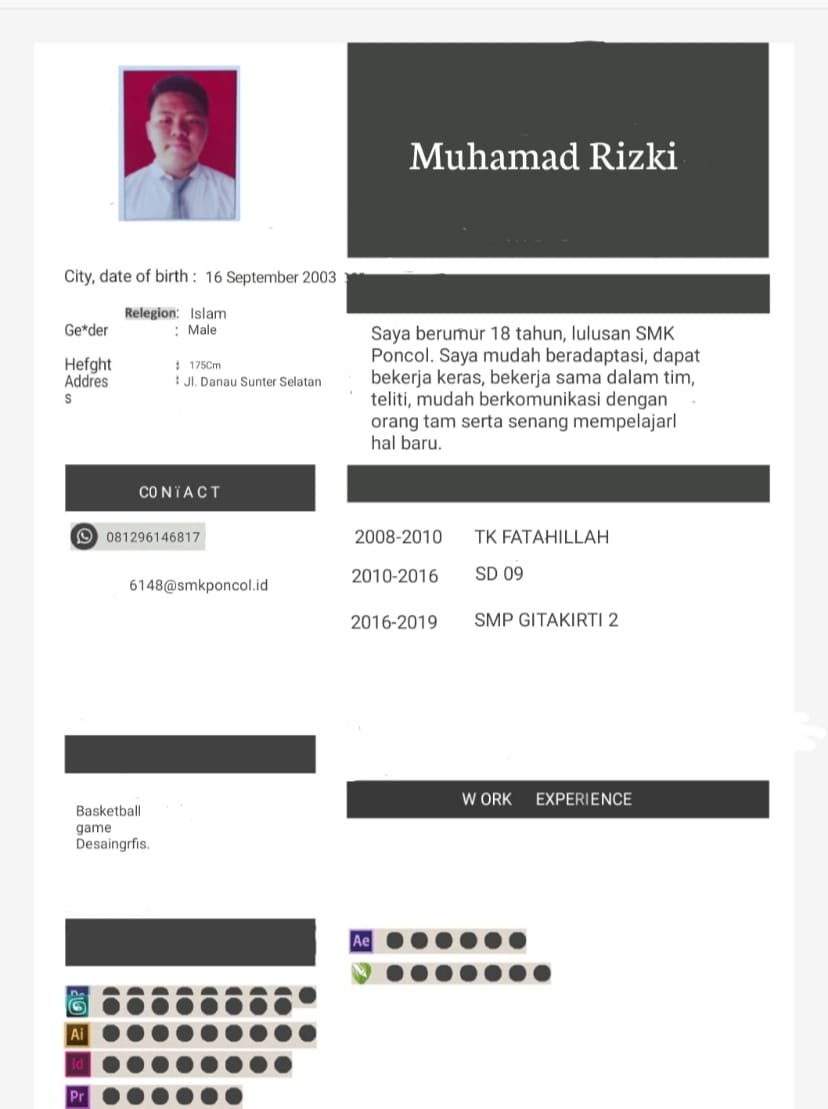 Muhamad Rizki
City, date of birth : 16 September 2003
Relegion: Islam
Ge*der : Male
Hefght : 175Cm
Addres : Jl. Danau Sunter Selatan
s
Saya berumur 18 tahun, lulusan SMK
Poncol. Saya mudah beradaptasi, dapat
bekerja keras, bekerja sama dalam tim,
teliti, mudah berkomunikasi dengan
orang tam serta senang mempelajarl
hal baru.
CONÏACT
081296146817
6148@smkponcol.id
2008-2010 TK FATAHILLAH
2010-2016 SD 09
2016-2019 SMP GITAKIRTI 2
Basketball
game
Desaingrfis.
WORK EXPERIENCE
Ae
Ai
Id
Pr